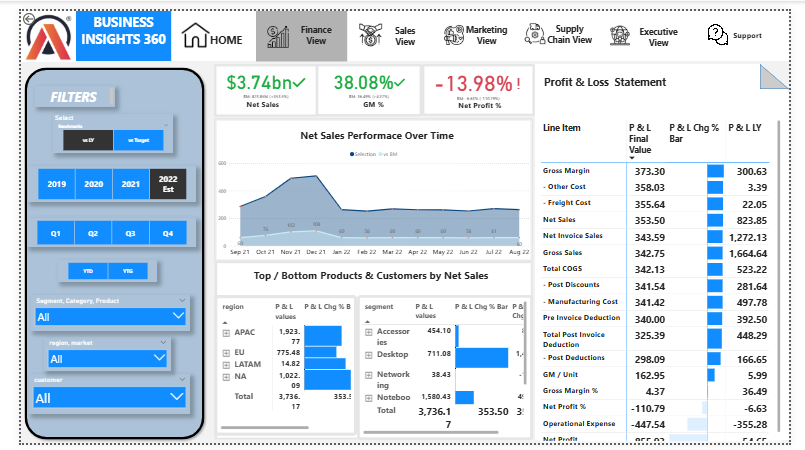 BUSINESS
INSIGHTS 360
HOME
Finance
View
Sales
View
Marketing
View
Supply
Chain View
Executive
View
Support
FILTERS
Select
Benchmarks
vs LY
vs Target
2019
2020
2021
2022
Est
Q1
Q2
Q3
Q4
YTD
YTG
Segment, Category, Product
All
region, market
All
customer
All
$3.74bn
Net Sales
38.08%
GM %
-13.98% !
Net Profit %
Net Sales Performace Over Time
Selection
vs BM
600
400
200
0
Sep 21 Oct 21 Nov 21 Dec 21 Jan 22 Feb 22 Mar 22 Apr 22 May 22 Jun 22 Jul 22 Aug 22
Top / Bottom Products & Customers by Net Sales
region P & L values P & L Chg % B
APAC 1,923.77
EU 775.48
LATAM 14.82
NA 1,022.09
Total 3,736.17 353.5
segment P & L values P & L Chg % Bar P & Chg
Accessories 454.10
Desktop 711.08 1,4
Networking 38.43
Noteboo 1,580.43
Total 3,736.17 353.50
Profit & Loss Statement
Line Item P & L Final Value P & L Chg % Bar P & L LY
Gross Margin 373.30 300.63
- Other Cost 358.03 3.39
- Freight Cost 355.64 22.05
Net Sales 353.50 823.85
Net Invoice Sales 343.59 1,272.13
Gross Sales 342.75 1,664.64
Total COGS 342.13 523.22
- Post Discounts 341.54 281.64
- Manufacturing Cost 341.42 497.78
Pre Invoice Deduction 340.00 392.50
Total Post Invoice Deduction 325.39 448.29
- Post Deductions 298.09 166.65
GM / Unit 162.95 5.99
Gross Margin % 4.37 36.49
Net Profit % -110.79 -6.63
Operational Expense -447.54 -355.28
Net Profit